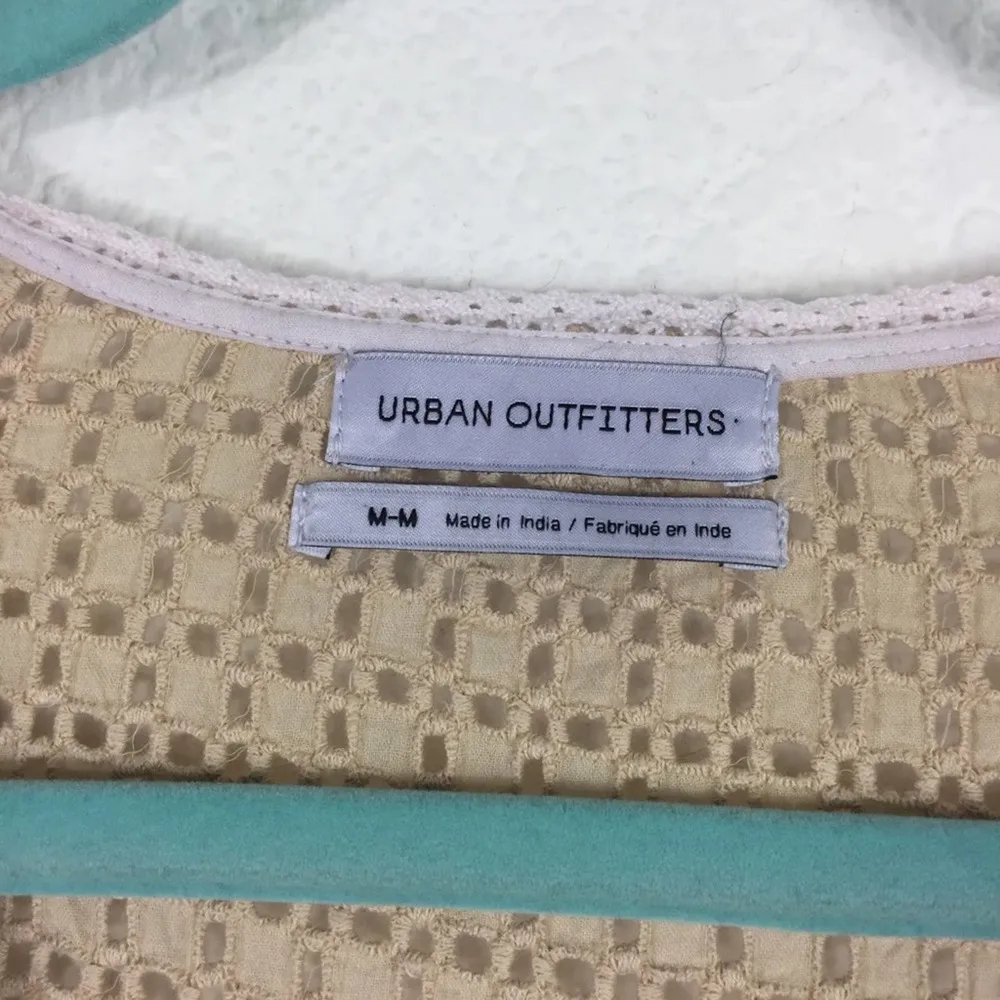 URBAN OUTFITTERS
M-M Made in India / Fabriqué en Inde